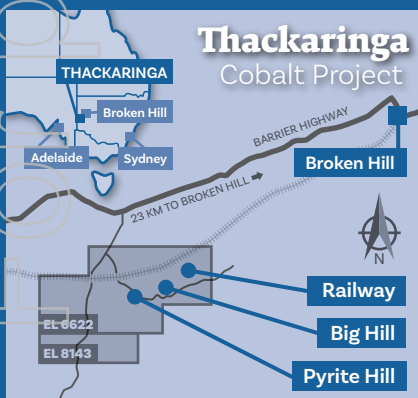 Thackaringa
Cobalt Project
THACKARINGA
Broken Hill
Adelaide
Sydney
BARRIER HIGHWAY
Broken Hill
23 KM TO BROKEN HILL
N
Railway
Big Hill
Pyrite Hill
EL 6622
EL 8143